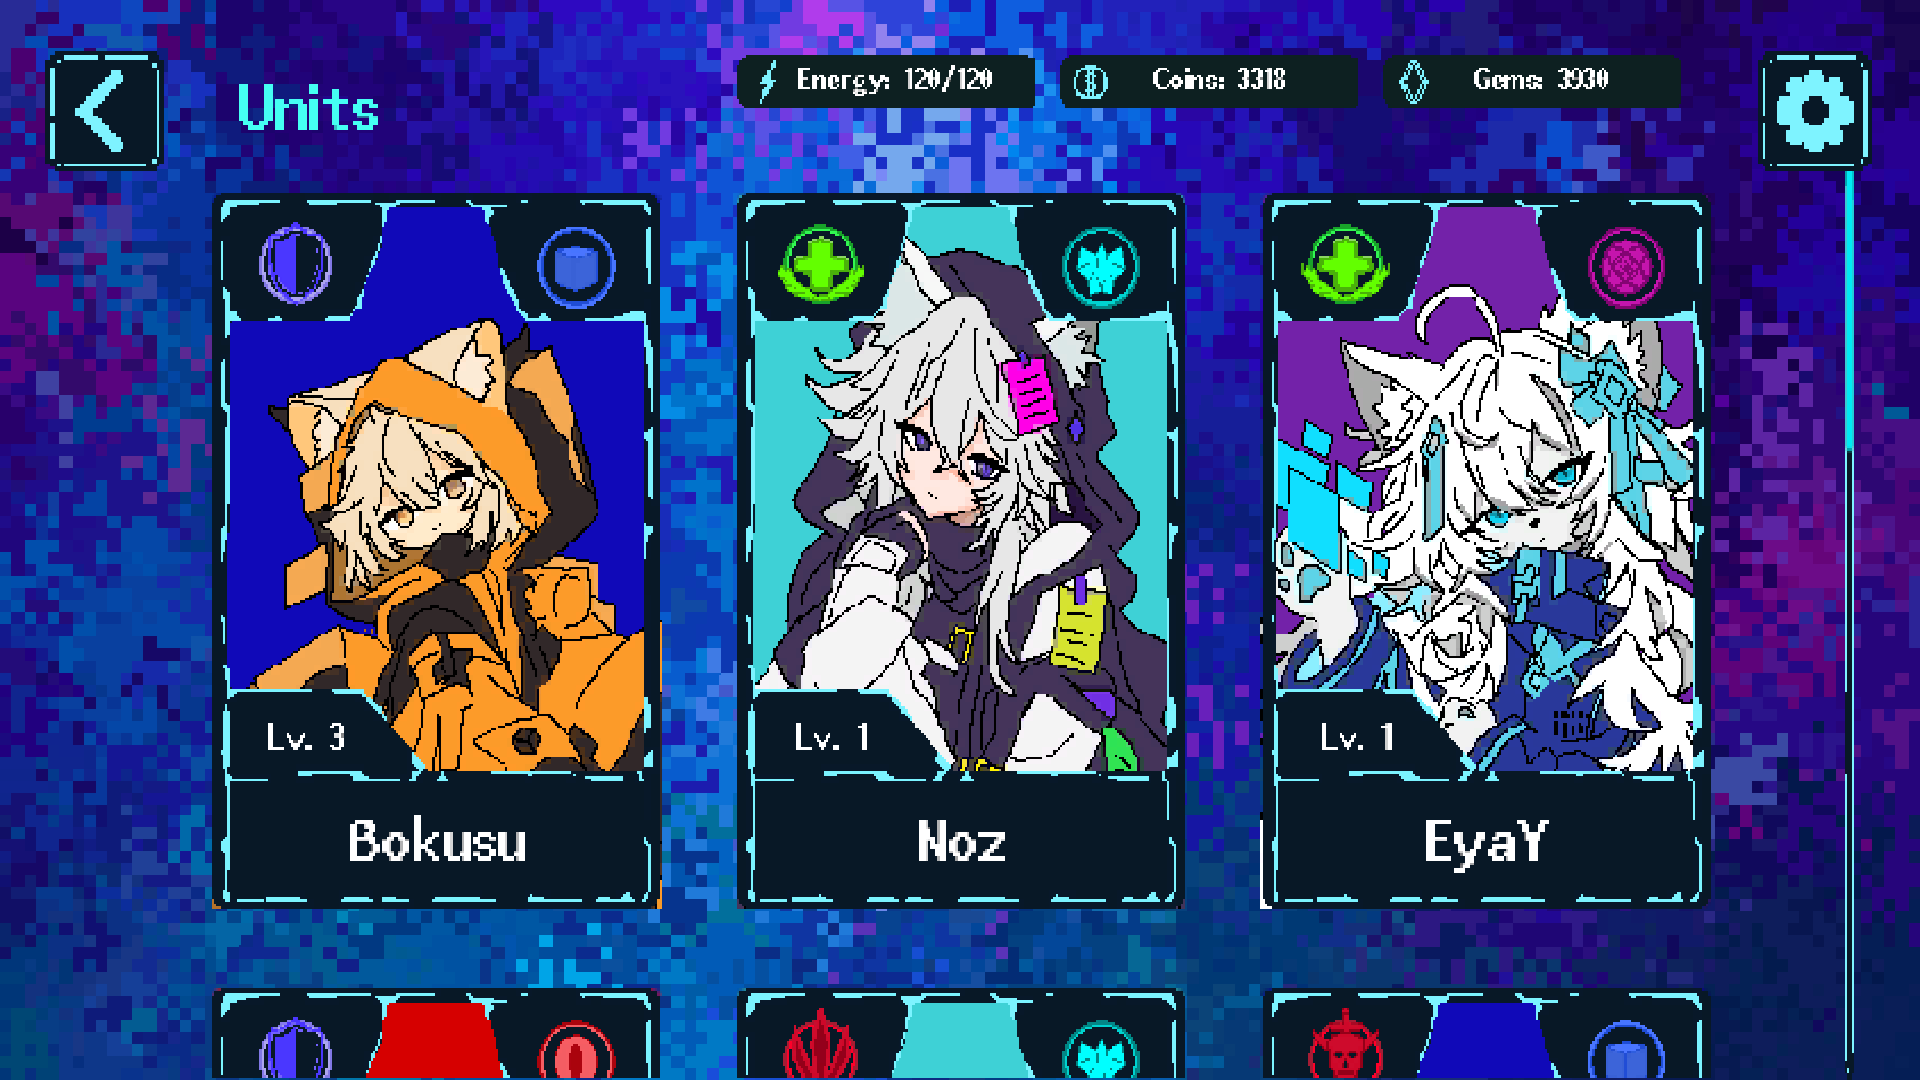 Units
Energy: 120/120
Coins: 3318
Gems: 3930
Lv. 3
Bokusu
Lv. 1
Noz
Lv. 1
EyaY